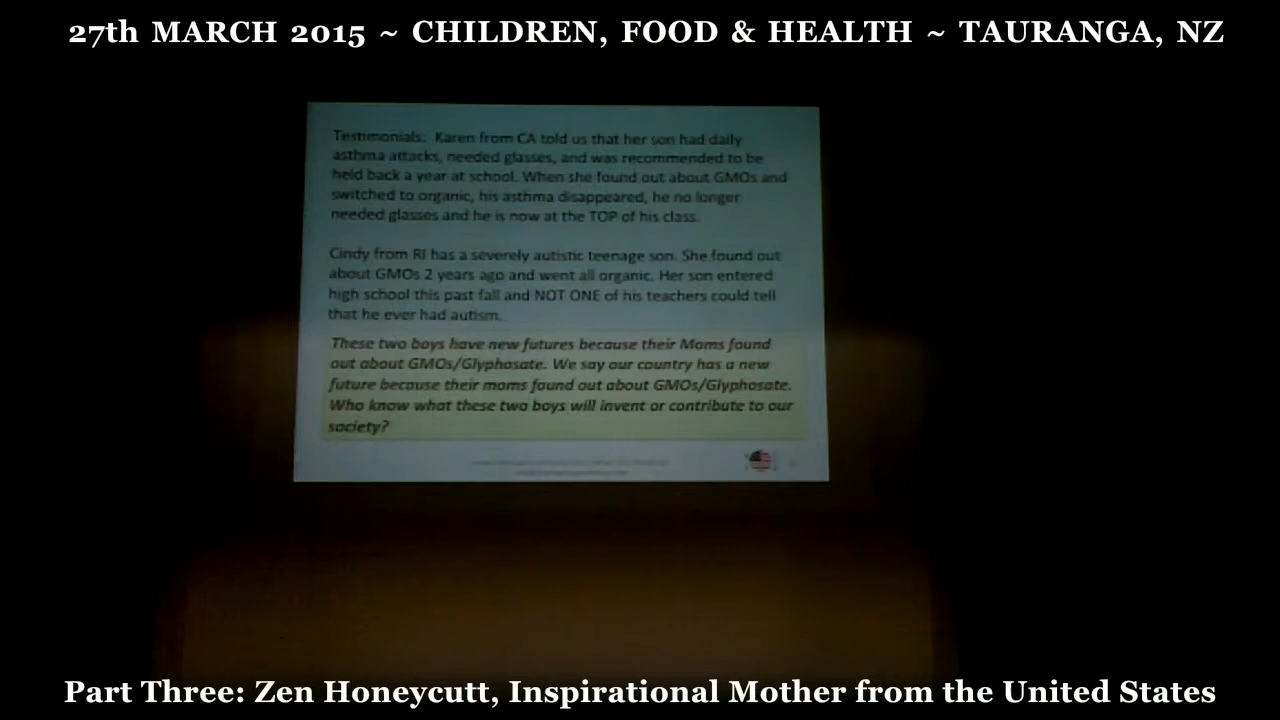 27th MARCH 2015 ~ CHILDREN, FOOD & HEALTH ~ TAURANGA, NZ
Testimonials: Karen from CA told us that her son had daily
asthma attacks, needed glasses, and was recommended to be
held back a year at school. When she found out about GMOs and
switched to organic, his asthma disappeared, he no longer
needed glasses and he is now at the TOP of his class.
Cindy from RI has a severely autistic teenage son. She found out
about GMOs 2 years ago and went all organic. Her son entered
high school this past fall and NOT ONE of his teachers could tell
that he ever had autism.
These two boys have new futures because their Moms found
out about GMOs/Glyphosate. We say our country has a new
future because their moms found out about GMOs/Glyphosate.
Who know what these two boys will invent or contribute to our
society?
Part Three: Zen Honeycutt, Inspirational Mother from the United States